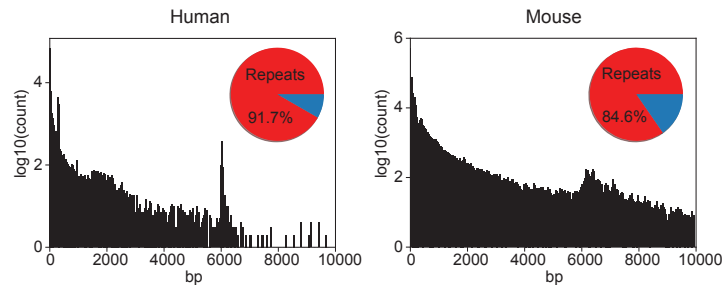 Human
log10(count)
4
2
0
Repeats
91.7%
0 2000 4000 6000 8000 10000
bp
Mouse
log10(count)
6
4
2
0
Repeats
84.6%
0 2000 4000 6000 8000 10000
bp